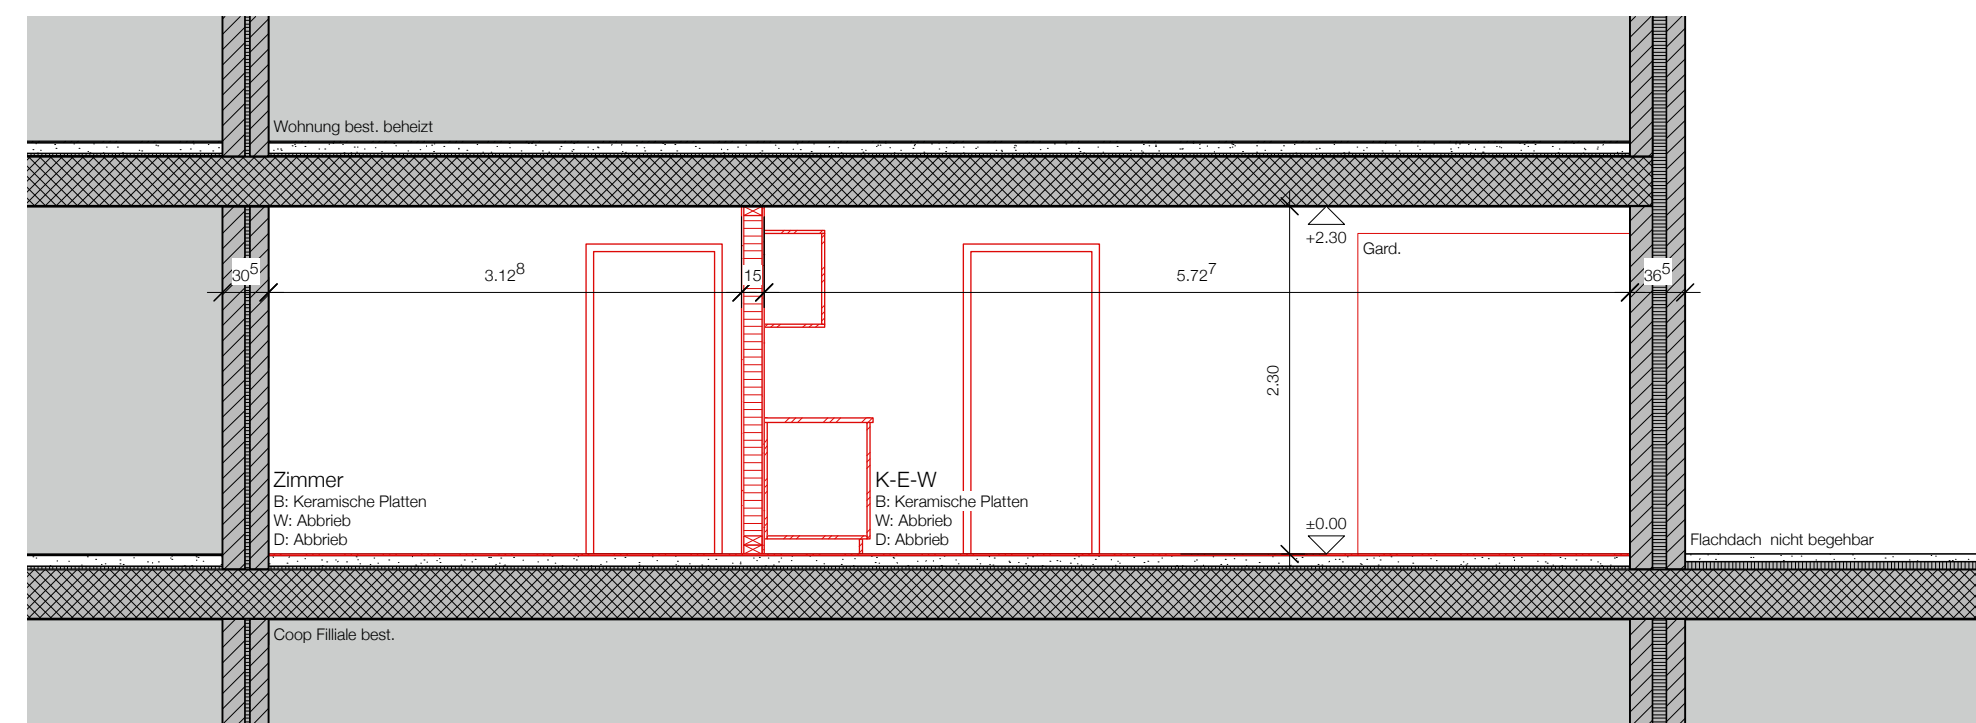 Wohnung best. beheizt
+2.30
Gard.
30⁵
3.12⁸
15
5.72⁷
36⁵
2.30
Zimmer
B: Keramische Platten
W: Abbrieb
D: Abbrieb
K-E-W
B: Keramische Platten
W: Abbrieb
D: Abbrieb
±0.00
Flachdach nicht begehbar
Coop Filliale best.